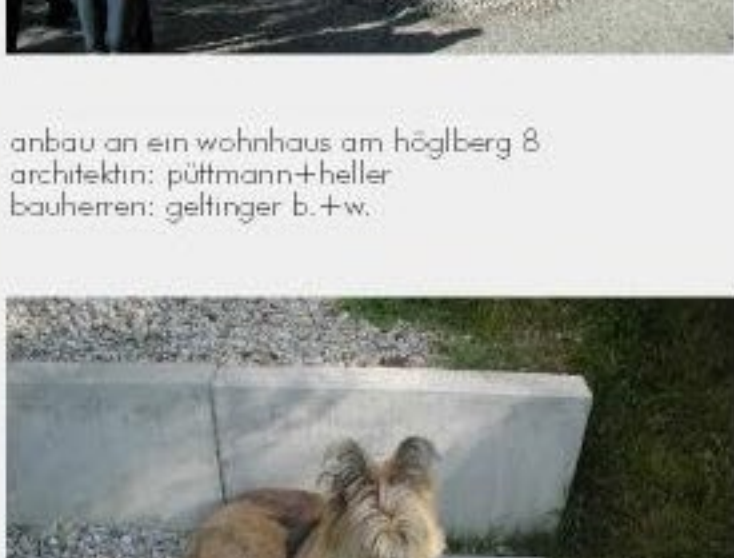 anbau an ein wohnhaus am höglberg 8
architektin: püttmann+heller
bauherren: geltinger b.+w.